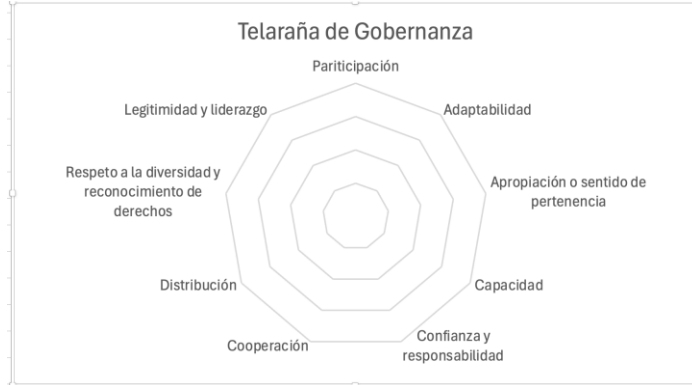 Telaraña de Gobernanza
Pariticipación
Legitimidad y liderazgo
Adaptabilidad
Respeto a la diversidad y
reconocimiento de
derechos
Apropiación o sentido de
pertenencia
Distribución
Capacidad
Cooperación
Confianza y
responsabilidad